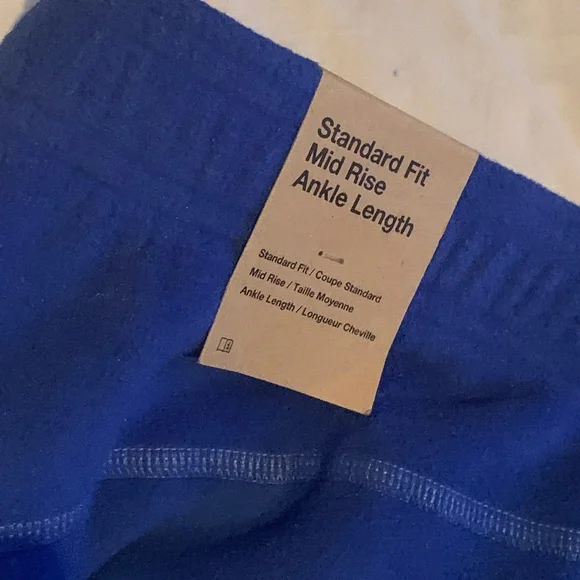 Standard Fit
Mid Rise
Ankle Length
Standard Fit / Coupe Standard
Mid Rise / Taille Moyenne
Ankle Length / Longueur Cheville